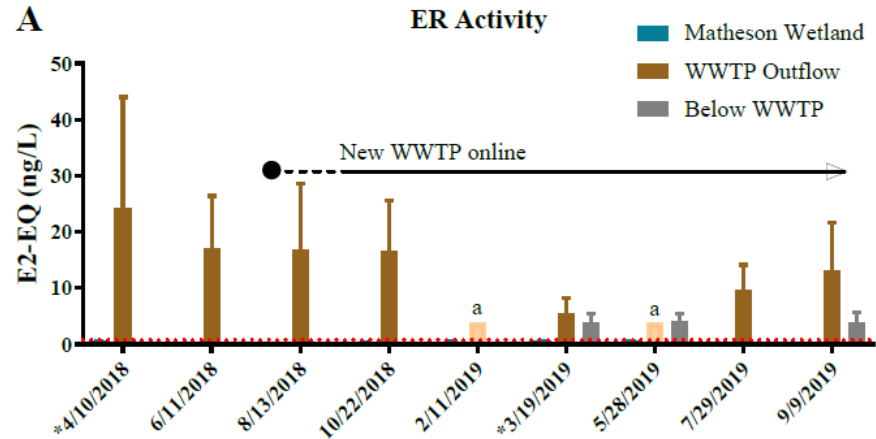 A
ER Activity
Matheson Wetland
WWTP Outflow
Below WWTP
E2-EQ (ng/L)
50
40
30
20
10
0
New WWTP online
a
a
*4/10/2018
6/11/2018
8/13/2018
10/22/2018
2/11/2019
*3/19/2019
5/28/2019
7/29/2019
9/9/2019